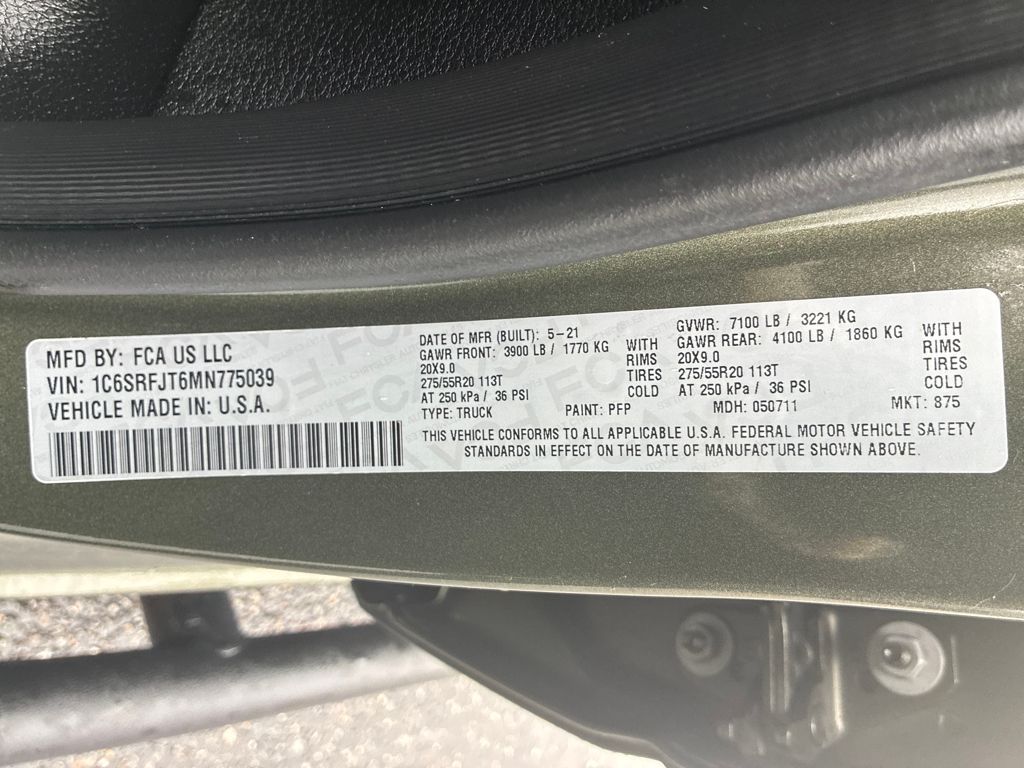 MFD BY: FCA US LLC
VIN: 1C6SRFJT6MN775039
VEHICLE MADE IN: U.S.A.
DATE OF MFR (BUILT): 5-21
GAWR FRONT: 3900 LB / 1770 KG WITH
20X9.0 RIMS
275/55R20 113T TIRES
AT 250 kPa / 36 PSI COLD
GVWR: 7100 LB / 3221 KG
GAWR REAR: 4100 LB / 1860 KG WITH
20X9.0 RIMS
275/55R20 113T TIRES
AT 250 kPa / 36 PSI COLD
TYPE: TRUCK PAINT: PFP MDH: 050711 MKT: 875
THIS VEHICLE CONFORMS TO ALL APPLICABLE U.S.A. FEDERAL MOTOR VEHICLE SAFETY
STANDARDS IN EFFECT ON THE DATE OF MANUFACTURE SHOWN ABOVE.